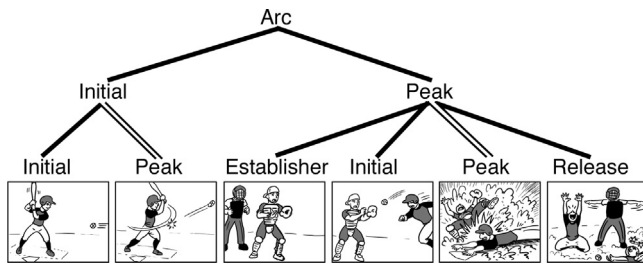 Arc
Initial Peak
Initial Peak Establisher Initial Peak Release